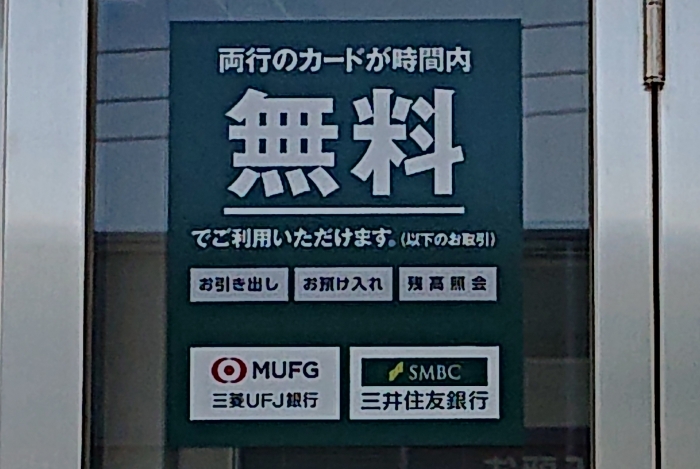 両行のカードが時間内
無料
でご利用いただけます。(以下のお取引)
お引き出し お預け入れ 残高照会
MUFG SMBC
三菱UFJ銀行 三井住友銀行